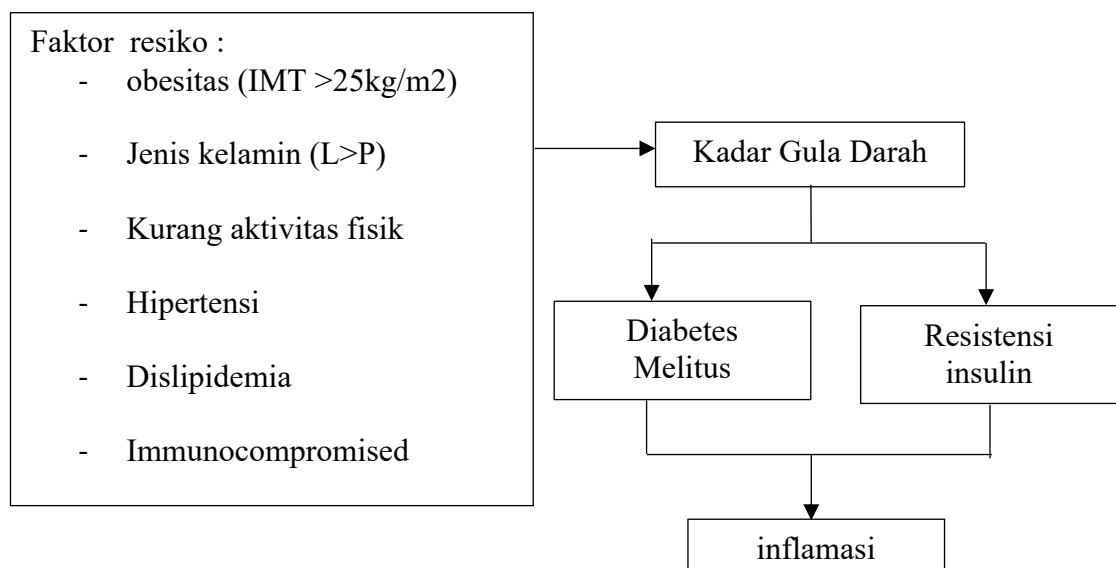 Faktor resiko :
- obesitas (IMT >25kg/m2)
- Jenis kelamin (L>P)
- Kurang aktivitas fisik
- Hipertensi
- Dislipidemia
- Immunocompromised
Kadar Gula Darah
Diabetes
Melitus
Resistensi
insulin
inflamasi